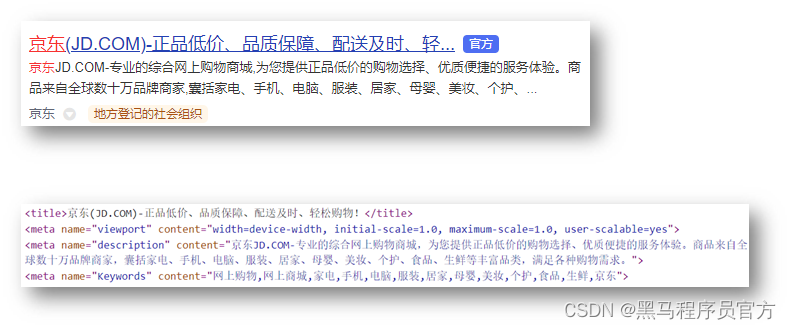 京东(JD.COM)-正品低价、品质保障、配送及时、轻... 官方
京东JD.COM-专业的综合网上购物商城,为您提供正品低价的购物选择、优质便捷的服务体验。商
品来自全球数十万品牌商家,囊括家电、手机、电脑、服装、居家、母婴、美妆、个护、...
京东 地方登记的社会组织
<title>京东(JD.COM)-正品低价、品质保障、配送及时、轻松购物！</title>
<meta name="viewport" content="width=device-width, initial-scale=1.0, maximum-scale=1.0, user-scalable=yes">
<meta name="description" content="京东JD.COM-专业的综合网上购物商城，为您提供正品低价的购物选择、优质便捷的服务体验。商品来自全
球数十万品牌商家，囊括家电、手机、电脑、服装、居家、母婴、美妆、个护、食品、生鲜等丰富品类，满足各种购物需求。">
<meta name="Keywords" content="网上购物,网上商城,家电,手机,电脑,服装,居家,母婴,美妆,个护,食品,生鲜,京东">
CSDN @黑马程序员官方